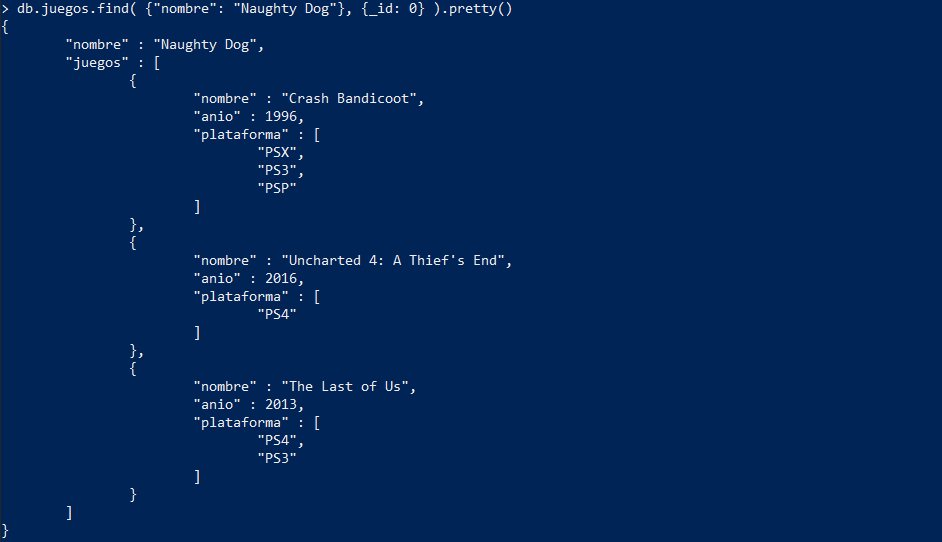 > db.juegos.find( {"nombre": "Naughty Dog"}, {_id: 0} ).pretty()
{
        "nombre" : "Naughty Dog",
        "juegos" : [
                {
                        "nombre" : "Crash Bandicoot",
                        "anio" : 1996,
                        "plataforma" : [
                                "PSX",
                                "PS3",
                                "PSP"
                        ]
                },
                {
                        "nombre" : "Uncharted 4: A Thief's End",
                        "anio" : 2016,
                        "plataforma" : [
                                "PS4"
                        ]
                },
                {
                        "nombre" : "The Last of Us",
                        "anio" : 2013,
                        "plataforma" : [
                                "PS4",
                                "PS3"
                        ]
                }
        ]
}